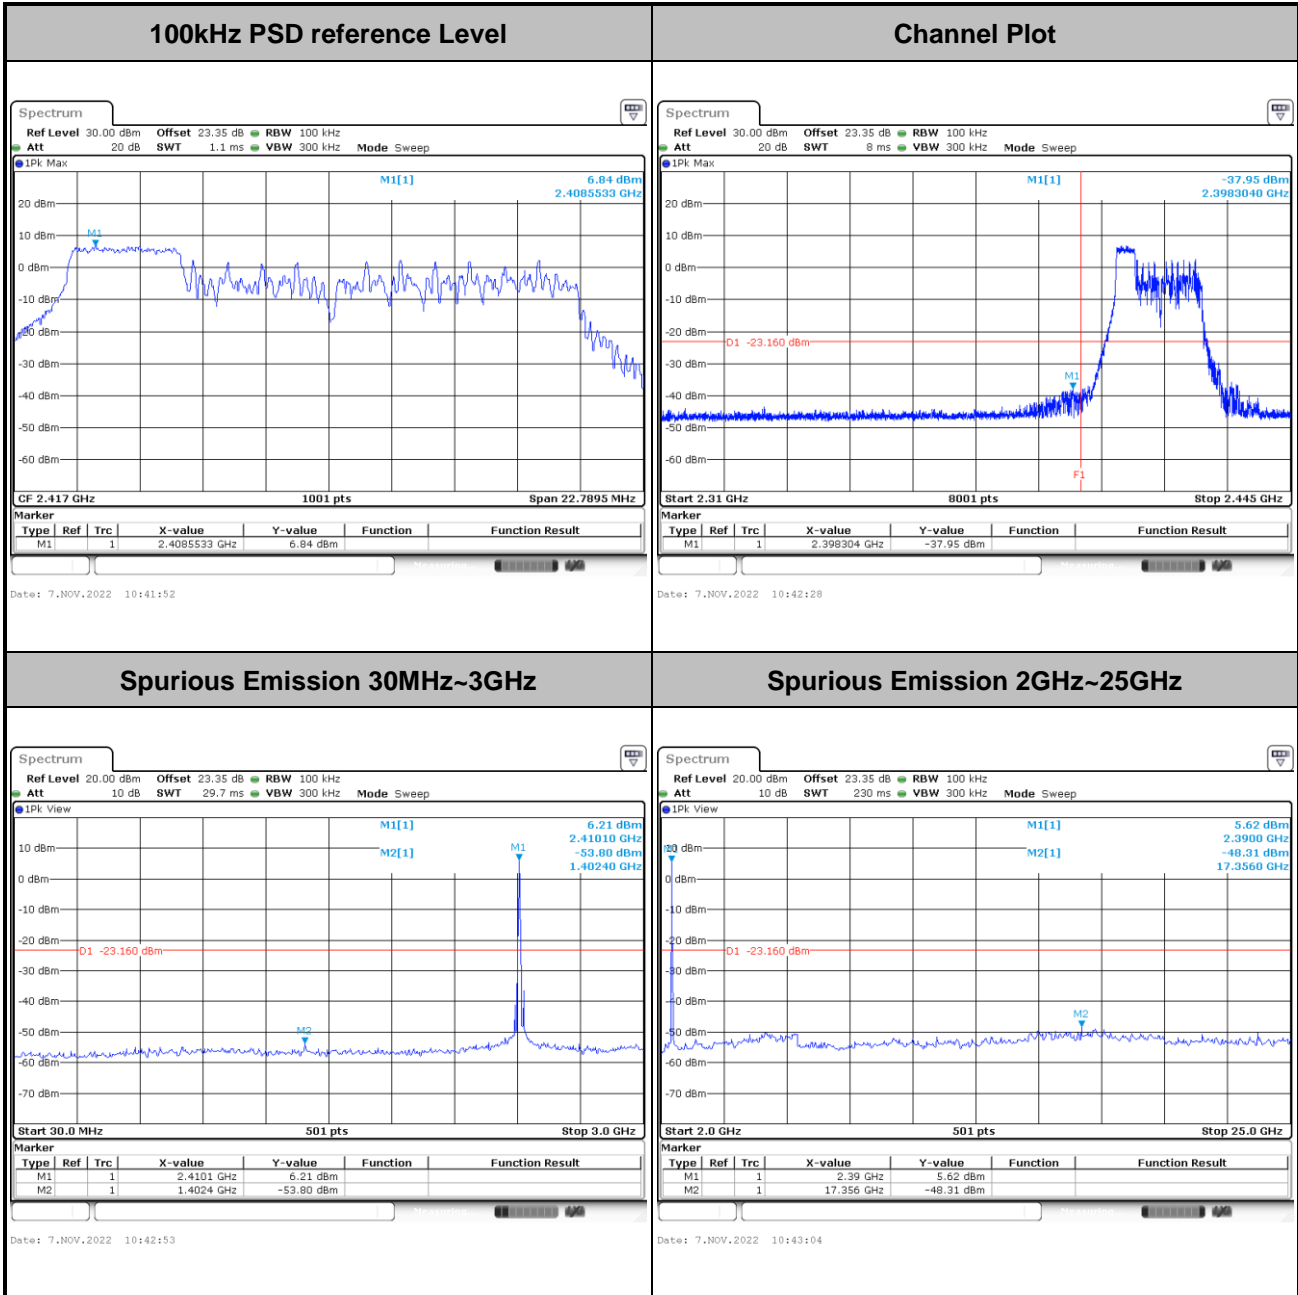 100kHz PSD reference Level
Spectrum
Ref Level 30.00 dBm Offset 23.35 dB RBW 100 kHz
Att 20 dB SWT 1.1 ms VBW 300 kHz Mode Sweep
1Pk Max
M1[1] 6.84 dBm
2.4085533 GHz
20 dBm
10 dBm
M1
0 dBm
-10 dBm
-20 dBm
-30 dBm
-40 dBm
-50 dBm
-60 dBm
CF 2.417 GHz 1001 pts Span 22.7895 MHz
Marker
Type Ref Trc X-value Y-value Function Function Result
M1 1 2.4085533 GHz 6.84 dBm
Date: 7.NOV.2022 10:41:52
Channel Plot
Spectrum
Ref Level 30.00 dBm Offset 23.35 dB RBW 100 kHz
Att 20 dB SWT 8 ms VBW 300 kHz Mode Sweep
1Pk Max
M1[1] -37.95 dBm
2.3983040 GHz
20 dBm
10 dBm
0 dBm
-10 dBm
-20 dBm
D1 -23.160 dBm
-30 dBm
M1
-40 dBm
-50 dBm
-60 dBm
F1
Start 2.31 GHz 8001 pts Stop 2.445 GHz
Marker
Type Ref Trc X-value Y-value Function Function Result
M1 1 2.398304 GHz -37.95 dBm
Measuring...
Date: 7.NOV.2022 10:42:28
Spurious Emission 30MHz~3GHz
Spectrum
Ref Level 20.00 dBm Offset 23.35 dB RBW 100 kHz
Att 10 dB SWT 29.7 ms VBW 300 kHz Mode Sweep
1Pk View
M1[1] 6.21 dBm
2.41010 GHz
M2[1] -53.80 dBm
1.40240 GHz
10 dBm
M1
0 dBm
-10 dBm
-20 dBm
D1 -23.160 dBm
-30 dBm
-40 dBm
-50 dBm
M2
-60 dBm
-70 dBm
Start 30.0 MHz 501 pts Stop 3.0 GHz
Marker
Type Ref Trc X-value Y-value Function Function Result
M1 1 2.4101 GHz 6.21 dBm
M2 1 1.4024 GHz -53.80 dBm
Measuring...
Date: 7.NOV.2022 10:42:53
Spurious Emission 2GHz~25GHz
Spectrum
Ref Level 20.00 dBm Offset 23.35 dB RBW 100 kHz
Att 10 dB SWT 230 ms VBW 300 kHz Mode Sweep
1Pk View
M1[1] 5.62 dBm
2.3900 GHz
M2[1] -48.31 dBm
17.3560 GHz
0 dBm
-10 dBm
-20 dBm
D1 -23.160 dBm
-30 dBm
-40 dBm
M2
-50 dBm
-60 dBm
-70 dBm
Start 2.0 GHz 501 pts Stop 25.0 GHz
Marker
Type Ref Trc X-value Y-value Function Function Result
M1 1 2.39 GHz 5.62 dBm
M2 1 17.356 GHz -48.31 dBm
Date: 7.NOV.2022 10:43:04